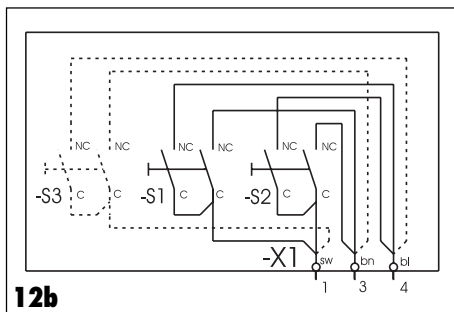 NC NC NC NC NC NC
-S3 C C -S1 C C -S2 C C
-X1 sw bn bl
1 3 4
12b